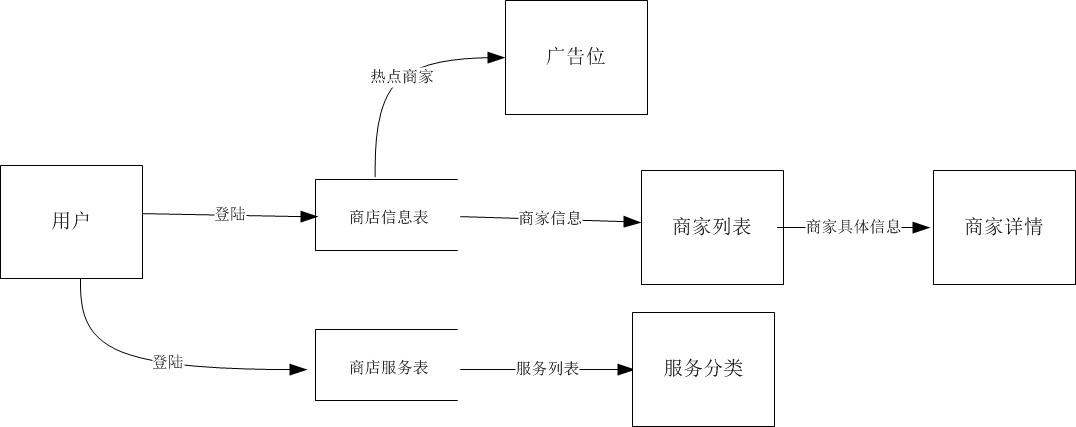 广告位
热点商家
用户
登陆
商店信息表
商家信息
商家列表
商家具体信息
商家详情
登陆
商店服务表
服务列表
服务分类